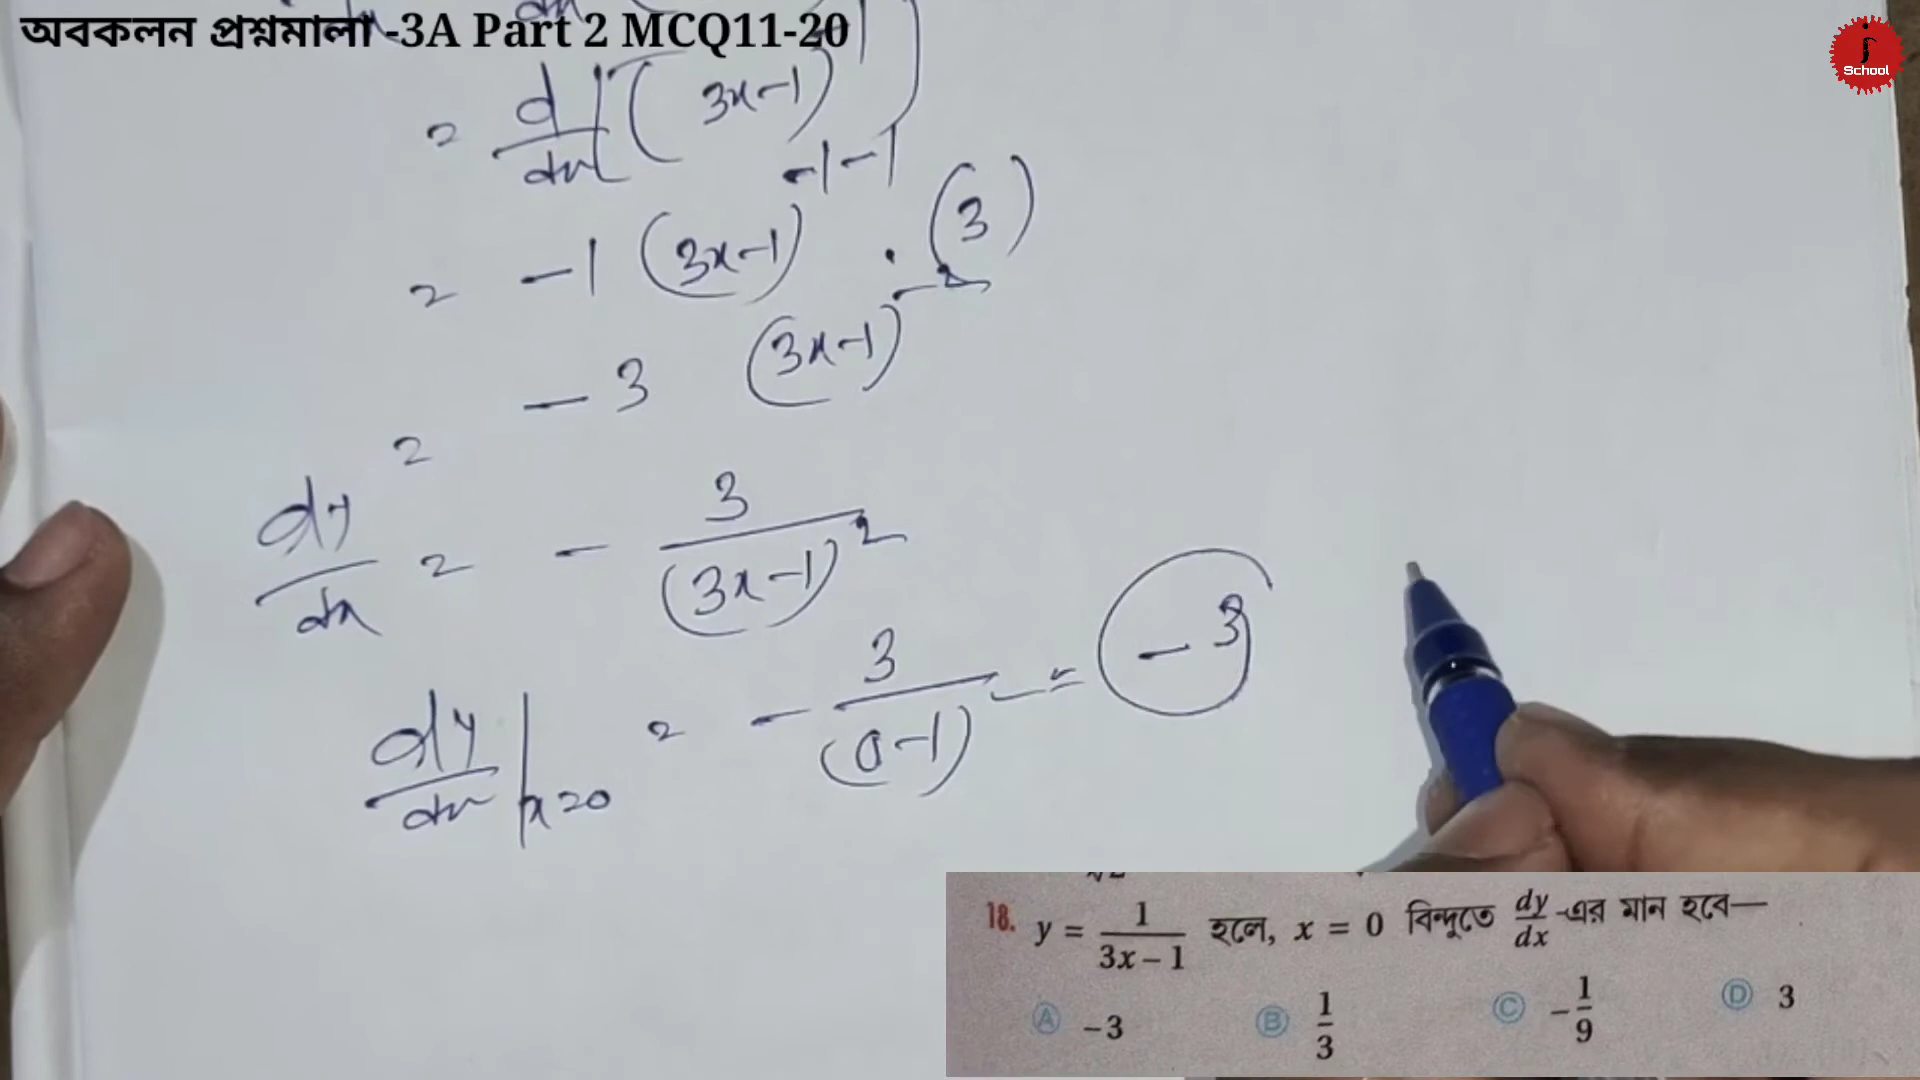 অবকলন প্রশ্নমালা -3A Part 2 MCQ11-20
School
= d/dx ( (3x-1)^-1 )
= -1 (3x-1)^-1-1 . (3)
= -3 (3x-1)^-2
dy/dx = - 3/(3x-1)^2
dy/dx |x=0 = - 3/(0-1) = -3
18. y = 1/(3x – 1) হলে, x = 0 বিন্দুতে dy/dx -এর মান হবে—
A –3 B 1/3 C –1/9 D 3